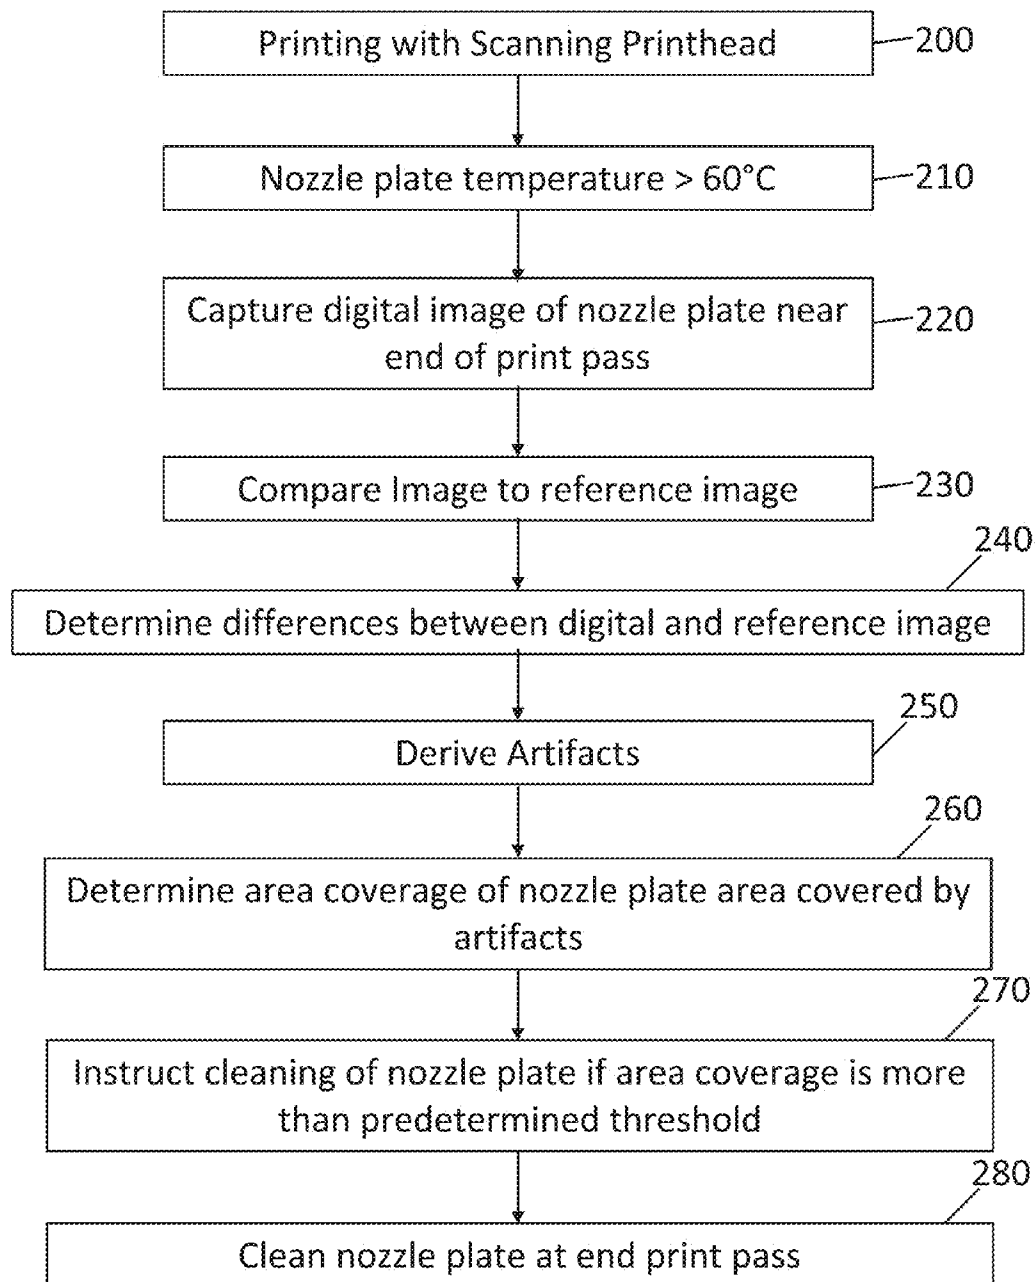 Printing with Scanning Printhead
200
Nozzle plate temperature > 60°C
210
Capture digital image of nozzle plate near
end of print pass
220
Compare Image to reference image
230
240
Determine differences between digital and reference image
250
Derive Artifacts
260
Determine area coverage of nozzle plate area covered by
artifacts
270
Instruct cleaning of nozzle plate if area coverage is more
than predetermined threshold
280
Clean nozzle plate at end print pass